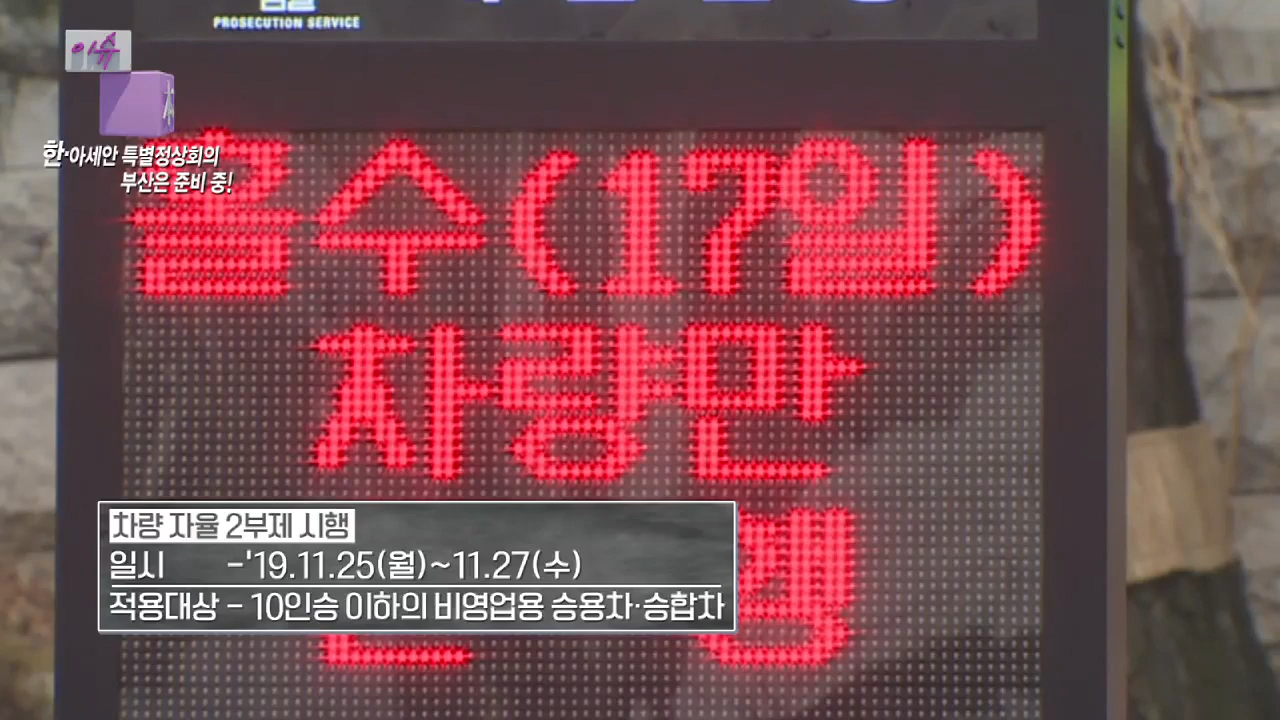 PROSECUTION SERVICE
이슈
한·아세안 특별정상회의
부산은 준비 중!
홀수(17일)
차량만
차량 자율 2부제 시행
일시 -'19.11.25(월)~11.27(수)
적용대상 - 10인승 이하의 비영업용 승용차·승합차